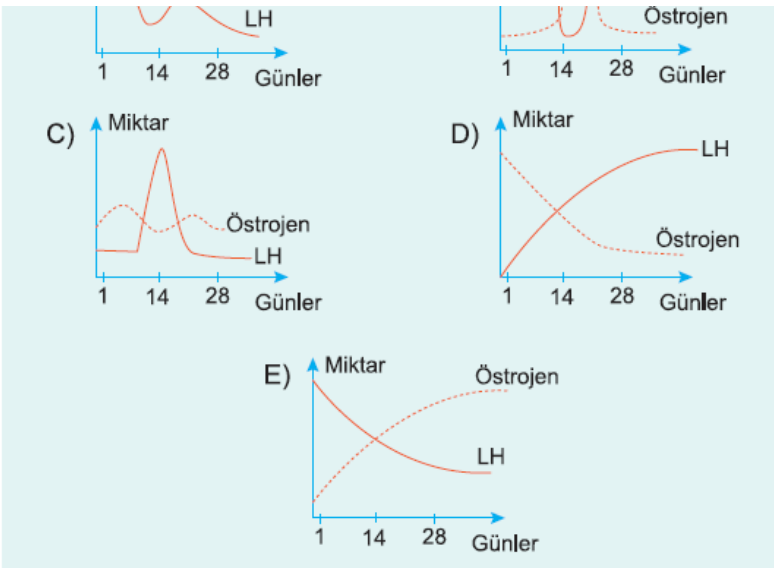 LH
1 14 28 Günler
Östrojen
1 14 28 Günler
C) Miktar
Östrojen
LH
1 14 28 Günler
D) Miktar
LH
Östrojen
1 14 28 Günler
E) Miktar
Östrojen
LH
1 14 28 Günler